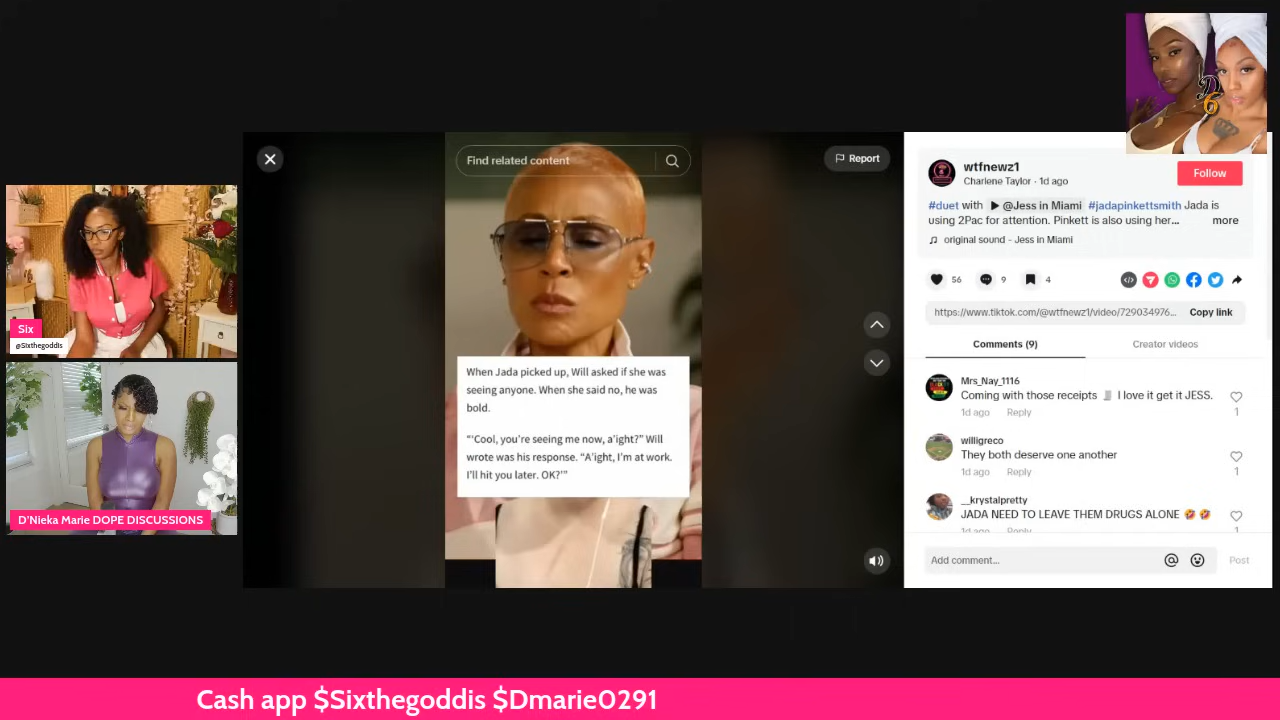 D
6
Find related content
Report
wtfnewz1
Charlene Taylor · 1d ago
Follow
#duet with ▶ @Jess in Miami #jadapinkettsmith Jada is
using 2Pac for attention. Pinkett is also using her... more
♫ original sound - Jess in Miami
56
9
4
https://www.tiktok.com/@wtfnewz1/video/729034976... Copy link
Comments (9)
Creator videos
Six
@Sixthegoddis
When Jada picked up, Will asked if she was
seeing anyone. When she said no, he was
bold.
"'Cool, you're seeing me now, a'ight?" Will
wrote was his response. "A'ight, I'm at work.
I'll hit you later. OK?'"
Mrs_Nay_1116
Coming with those receipts 🧾 I love it get it JESS.
1d ago Reply
1
willigreco
They both deserve one another
1d ago Reply
1
__krystalpretty
JADA NEED TO LEAVE THEM DRUGS ALONE 🤣 🤣
1d ago Reply
1
D'Nieka Marie DOPE DISCUSSIONS
Add comment...
Post
Cash app $Sixthegoddis $Dmarie0291